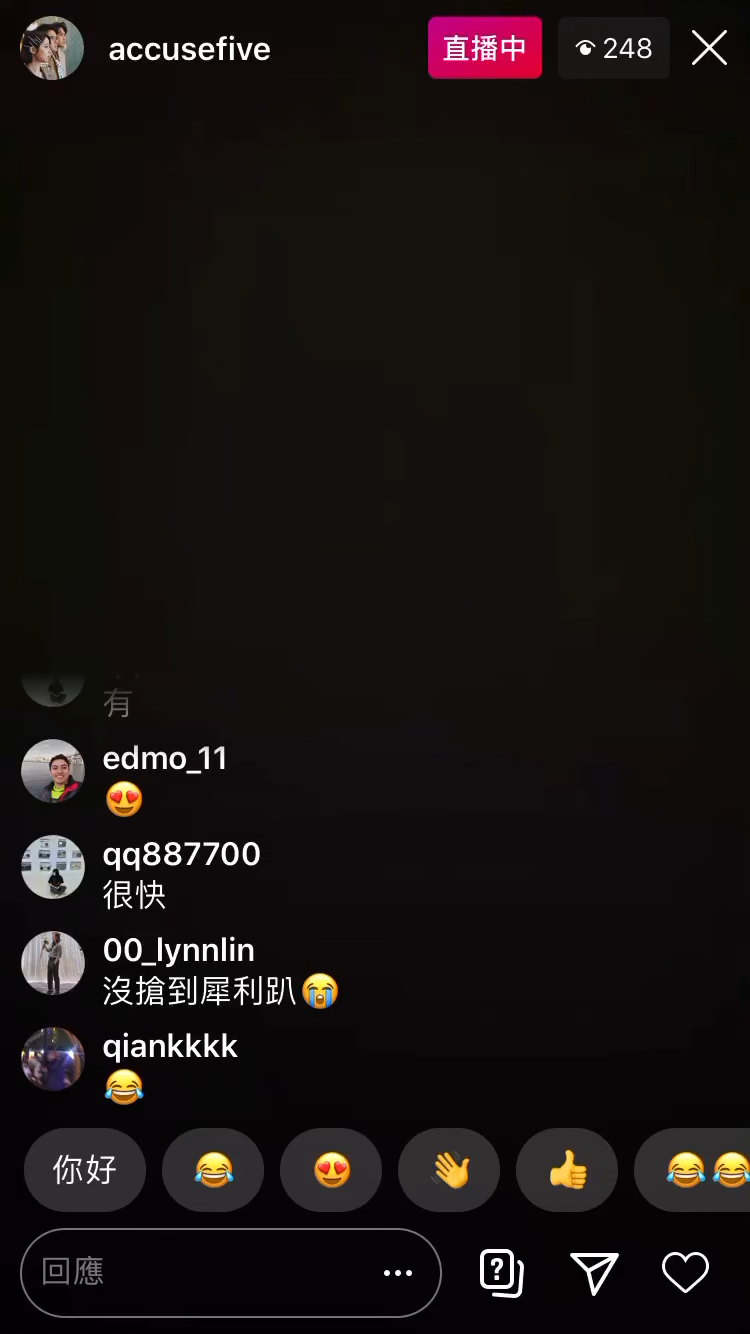 accusefive
直播中
248
有
edmo_11
😍
qq887700
很快
00_lynnlin
沒搶到犀利趴😭
qiankkkk
😂
你好 😂 😍 👋 👍 😂😂
回應